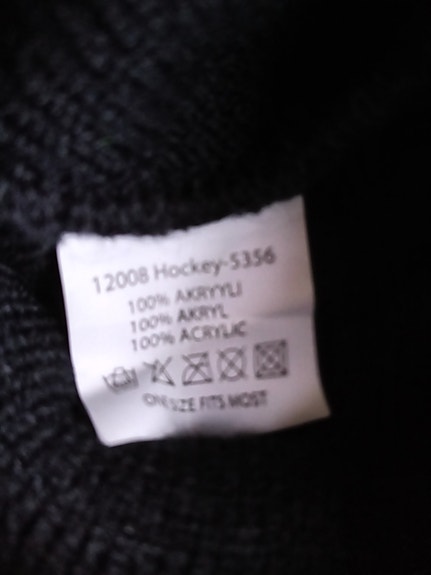 12008 Hockey-5356
100% AKRYYLI
100% AKRYL
100% ACRYLIC
ONE SIZE FITS MOST